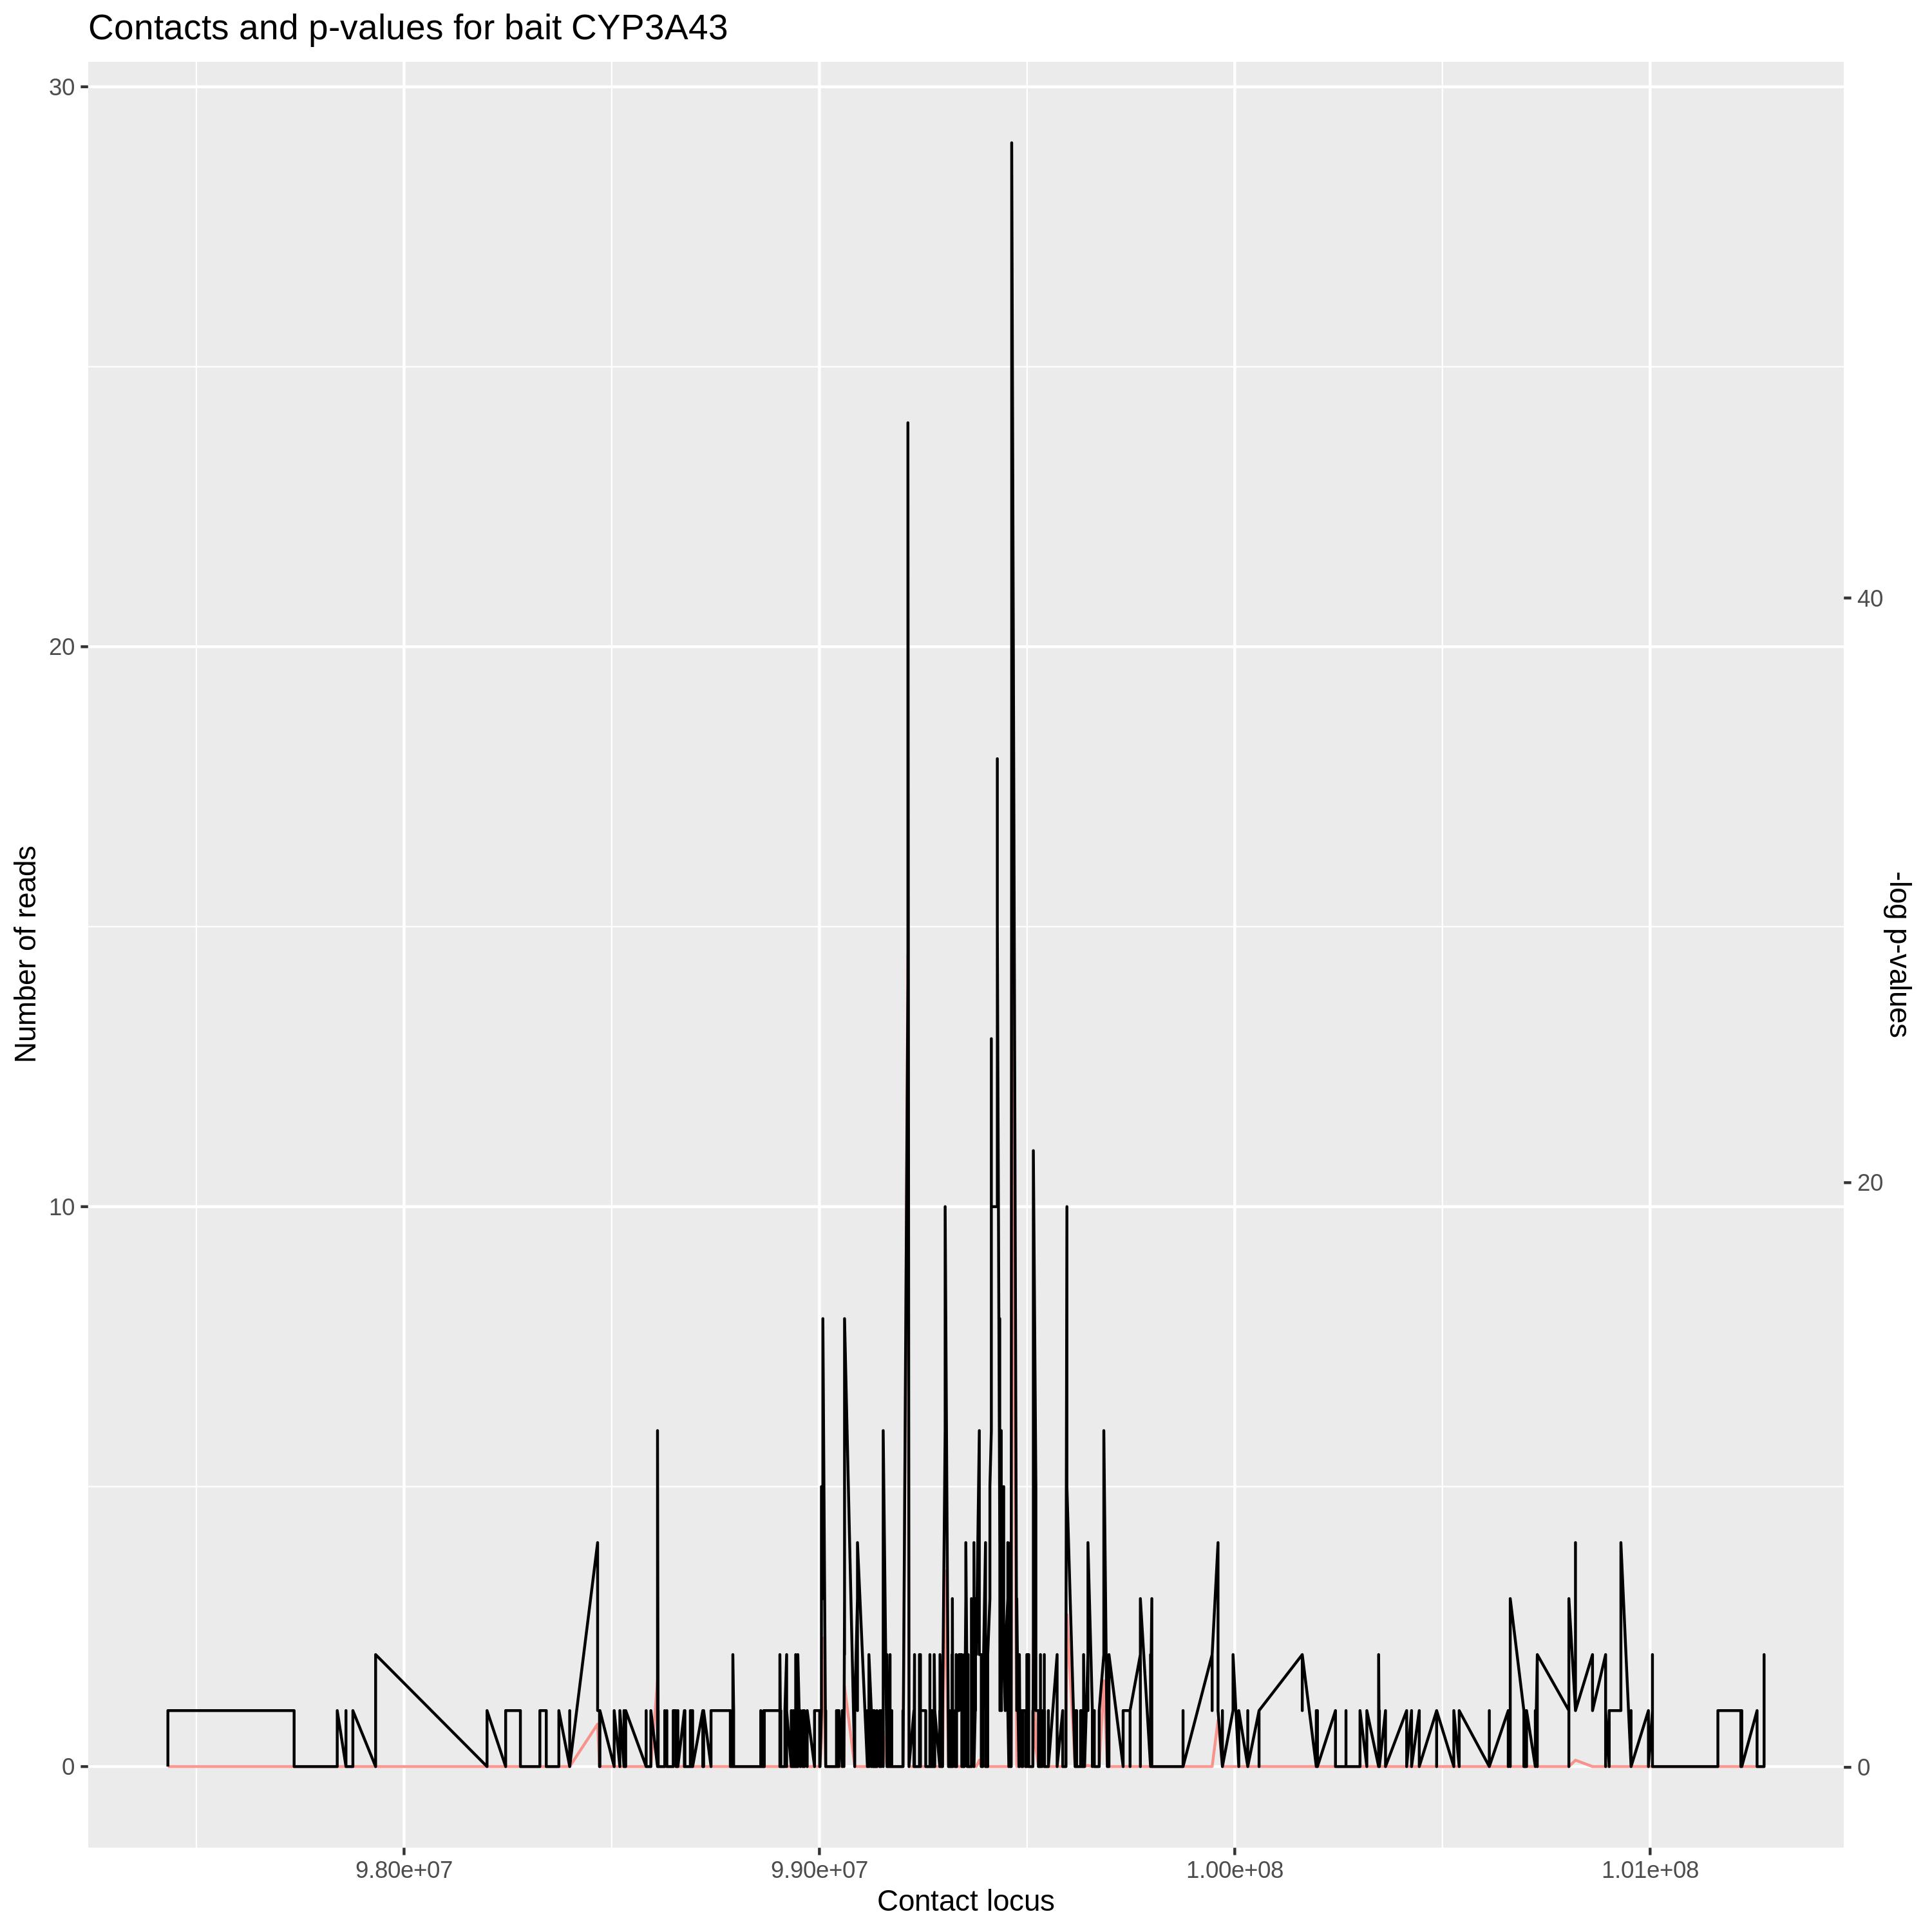 Contacts and p-values for bait CYP3A43
30
20
10
0
Number of reads
40
20
0
-log p-values
9.80e+07
9.90e+07
1.00e+08
1.01e+08
Contact locus